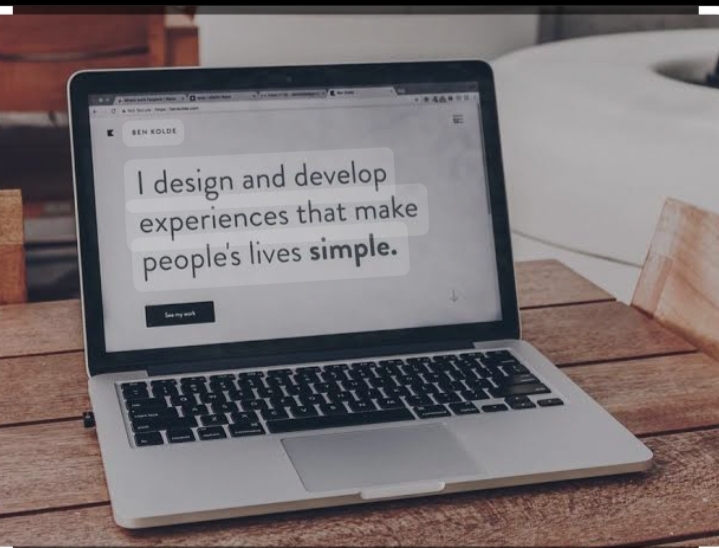 BEN KOLDE
I design and develop
experiences that make
people's lives simple.
See my work